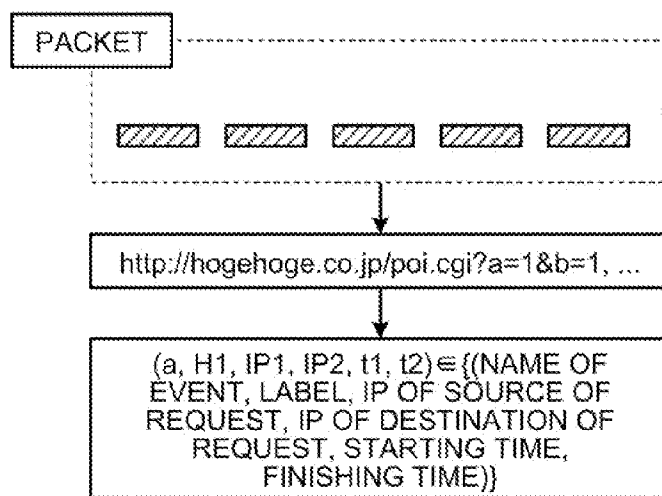 PACKET
http://hogehoge.co.jp/poi.cgi?a=1&b=1, ...
(a, H1, IP1, IP2, t1, t2)∈{(NAME OF
EVENT, LABEL, IP OF SOURCE OF
REQUEST, IP OF DESTINATION OF
REQUEST, STARTING TIME,
FINISHING TIME)}